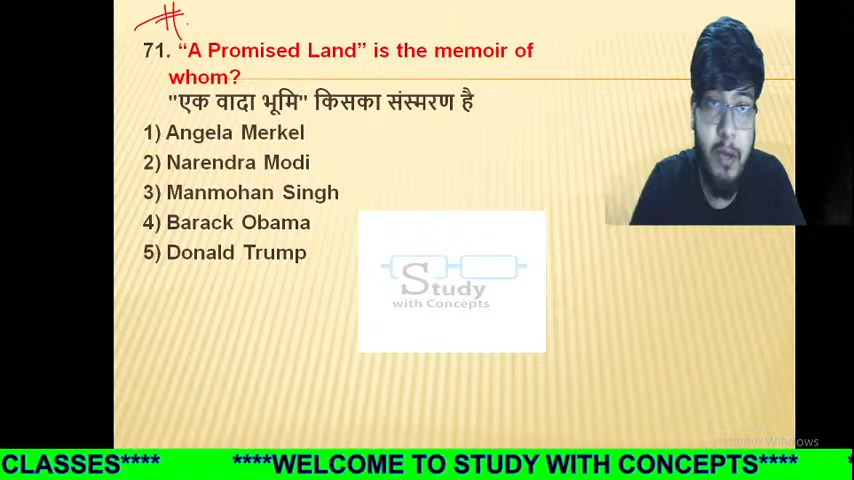 71. “A Promised Land” is the memoir of
whom?
"एक वादा भूमि" किसका संस्मरण है
1) Angela Merkel
2) Narendra Modi
3) Manmohan Singh
4) Barack Obama
5) Donald Trump
Study
with Concepts
Windows
CLASSES**** ****WELCOME TO STUDY WITH CONCEPTS****